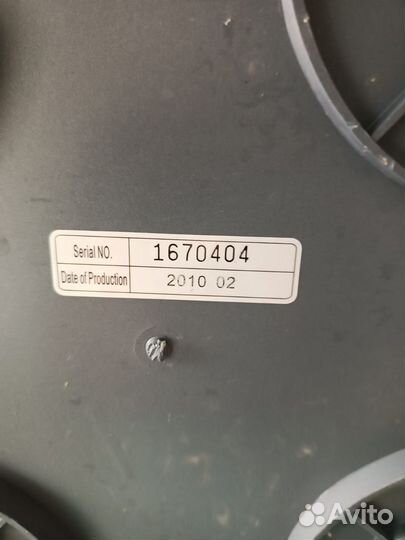 Serial NO. 1670404
Date of Production 2010 02
Avito